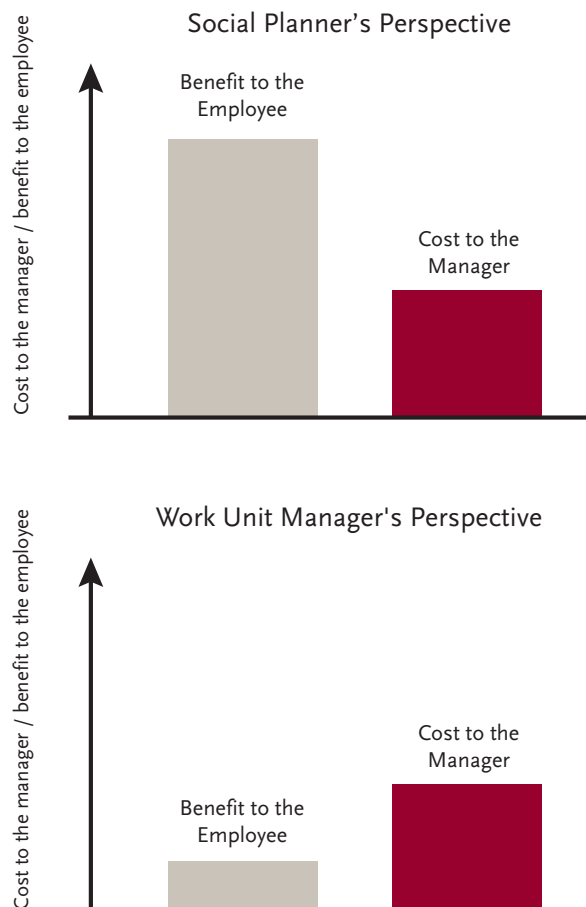 Social Planner’s Perspective
Cost to the manager / benefit to the employee
Benefit to the
Employee
Cost to the
Manager
Work Unit Manager's Perspective
Cost to the manager / benefit to the employee
Cost to the
Manager
Benefit to the
Employee